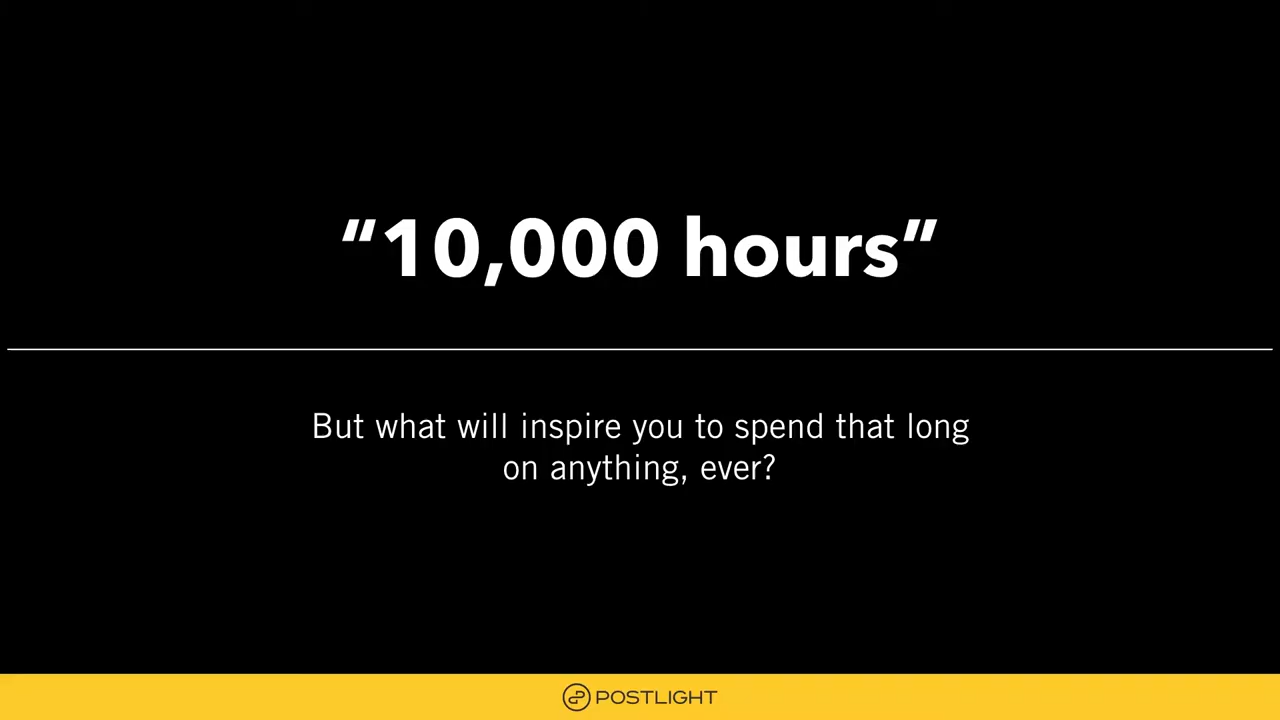 “10,000 hours”
But what will inspire you to spend that long
on anything, ever?
POSTLIGHT